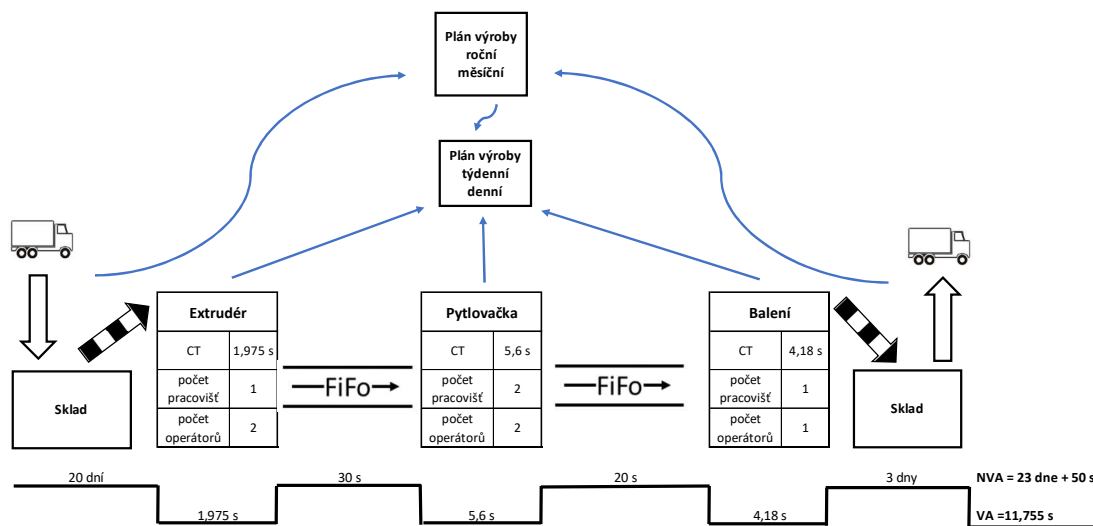 Plán výroby
roční
měsíční
Plán výroby
týdenní
denní
Extrudér
CT 1,975 s
počet
pracovišť 1
počet
operátorů 2
FiFo
Pytlovačka
CT 5,6 s
počet
pracovišť 2
počet
operátorů 2
FiFo
Balení
CT 4,18 s
počet
pracovišť 1
počet
operátorů 1
Sklad
Sklad
20 dní 30 s 20 s 3 dny NVA = 23 dne + 50 s
1,975 s 5,6 s 4,18 s VA =11,755 s